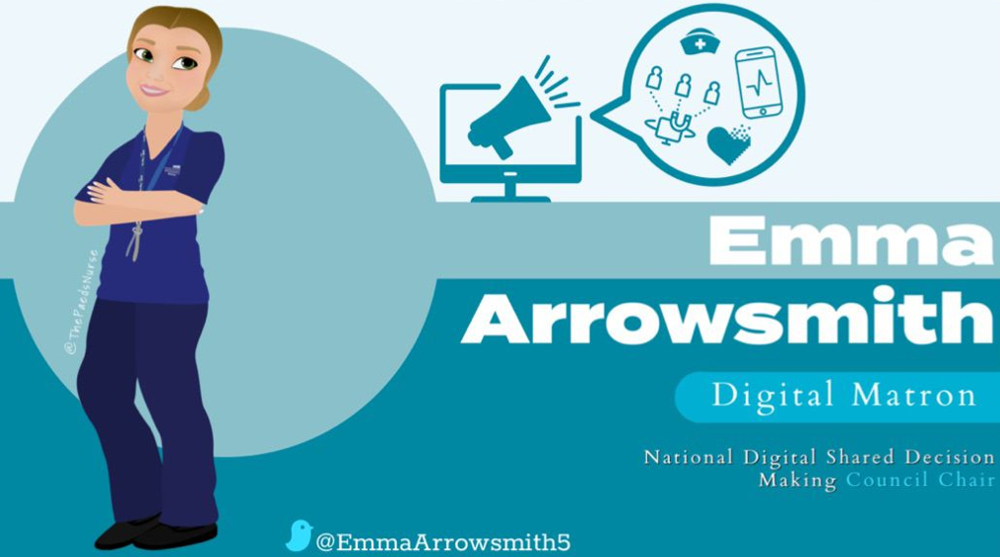 Emma
Arrowsmith
Digital Matron
National Digital Shared Decision
Making Council Chair
@ThePaedsNurse
@EmmaArrowsmith5